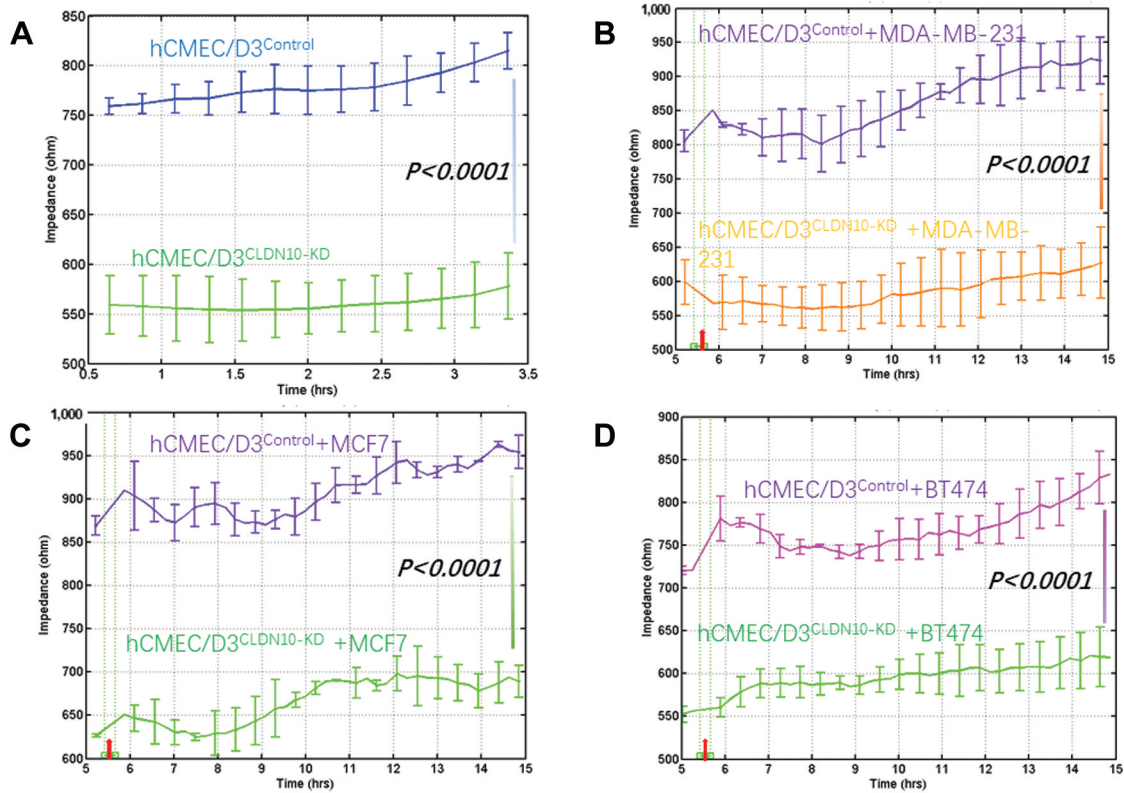 A
hCMEC/D3Control
P<0.0001
hCMEC/D3CLDN10-KD
Impedance (ohm)
850
800
750
700
650
600
550
500
0.5 1 1.5 2 2.5 3 3.5
Time (hrs)
B
hCMEC/D3Control+MDA-MB-231
P<0.0001
hCMEC/D3CLDN10-KD +MDA-MB-
231
Impedance (ohm)
1,000
950
900
850
800
750
700
650
600
550
500
5 6 7 8 9 10 11 12 13 14 15
Time (hrs)
C
hCMEC/D3Control+MCF7
P<0.0001
hCMEC/D3CLDN10-KD +MCF7
Impedance (ohm)
1,000
950
900
850
800
750
700
650
600
5 6 7 8 9 10 11 12 13 14 15
Time (hrs)
D
hCMEC/D3Control+BT474
P<0.0001
hCMEC/D3CLDN10-KD +BT474
Impedance (ohm)
900
850
800
750
700
650
600
550
500
5 6 7 8 9 10 11 12 13 14 15
Time (hrs)